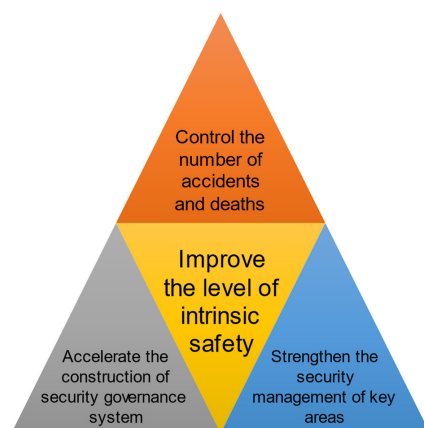 Control the
number of
accidents
and deaths
Improve
the level of
intrinsic
safety
Accelerate the
construction of
security governance
system
Strengthen the
security
management of key
areas